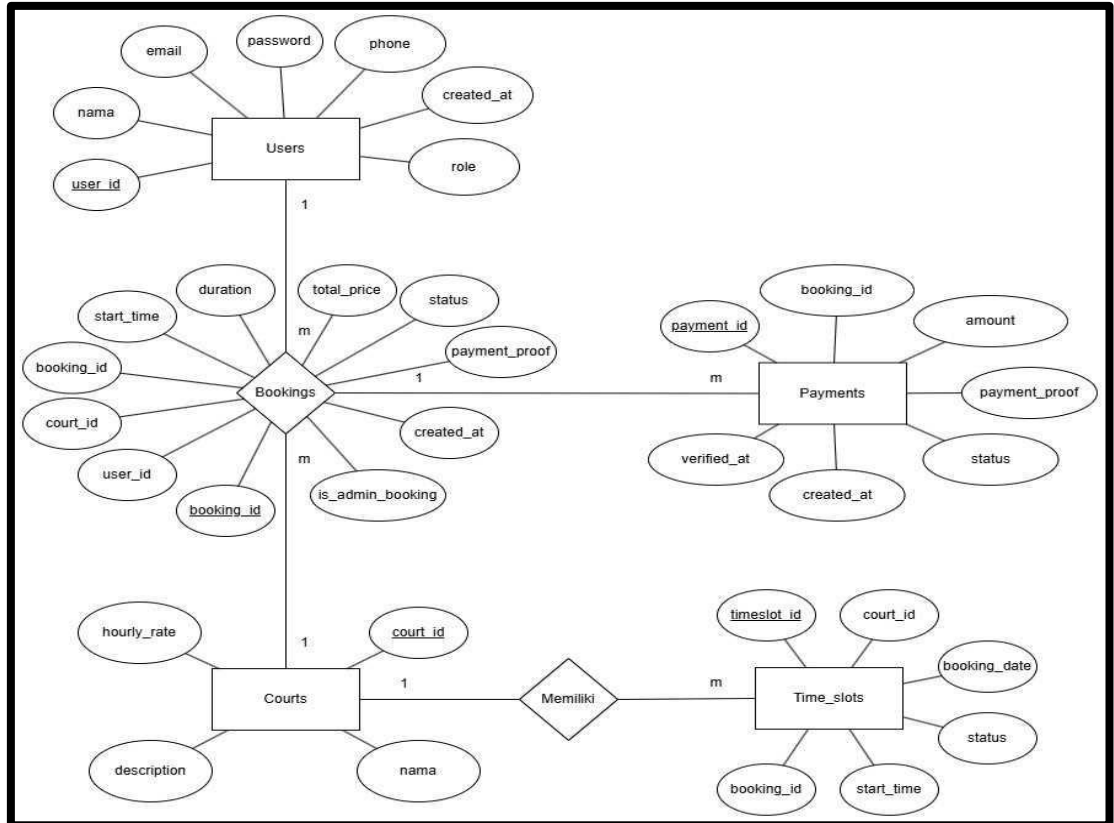 email
password
phone
nama
created_at
Users
user_id
role
1
duration
total_price
status
start_time
m
payment_proof
booking_id
1
Bookings
court_id
created_at
user_id
m
is_admin_booking
booking_id
booking_id
payment_id
amount
m
Payments
payment_proof
verified_at
status
created_at
hourly_rate
1
court_id
Courts
1
description
nama
Memiliki
timeslot_id
court_id
booking_date
m
Time_slots
status
booking_id
start_time